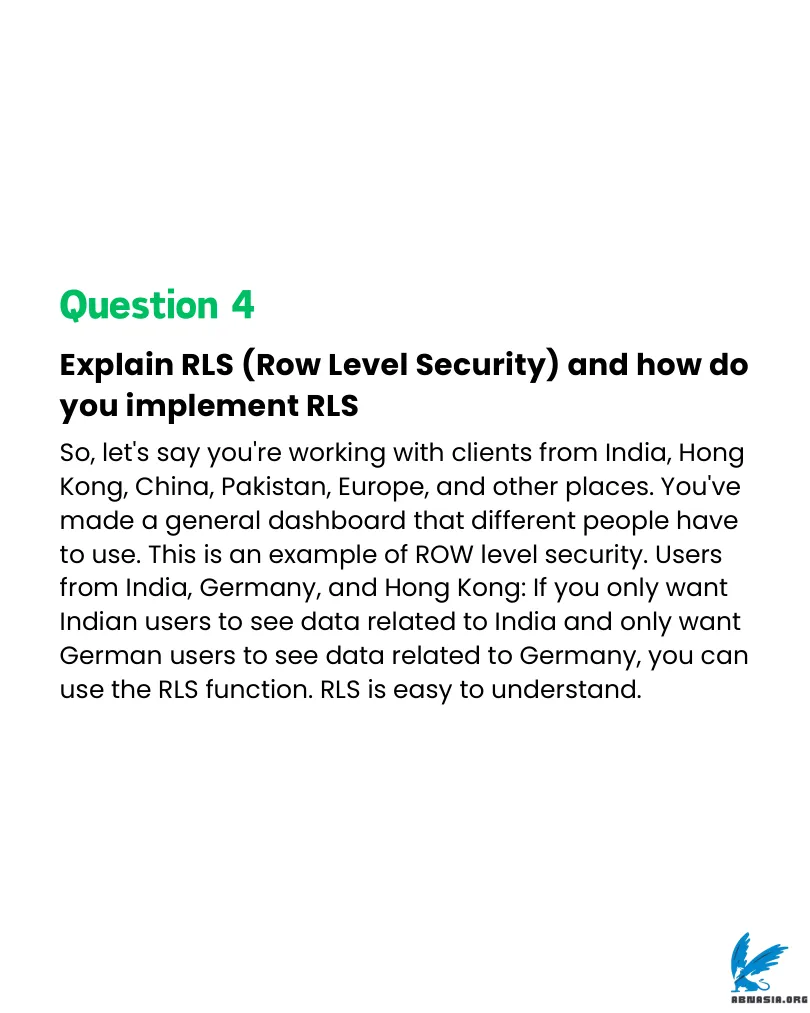 Question 4
Explain RLS (Row Level Security) and how do
you implement RLS
So, let's say you're working with clients from India, Hong
Kong, China, Pakistan, Europe, and other places. You've
made a general dashboard that different people have
to use. This is an example of ROW level security. Users
from India, Germany, and Hong Kong: If you only want
Indian users to see data related to India and only want
German users to see data related to Germany, you can
use the RLS function. RLS is easy to understand.
ABNASIA.ORG